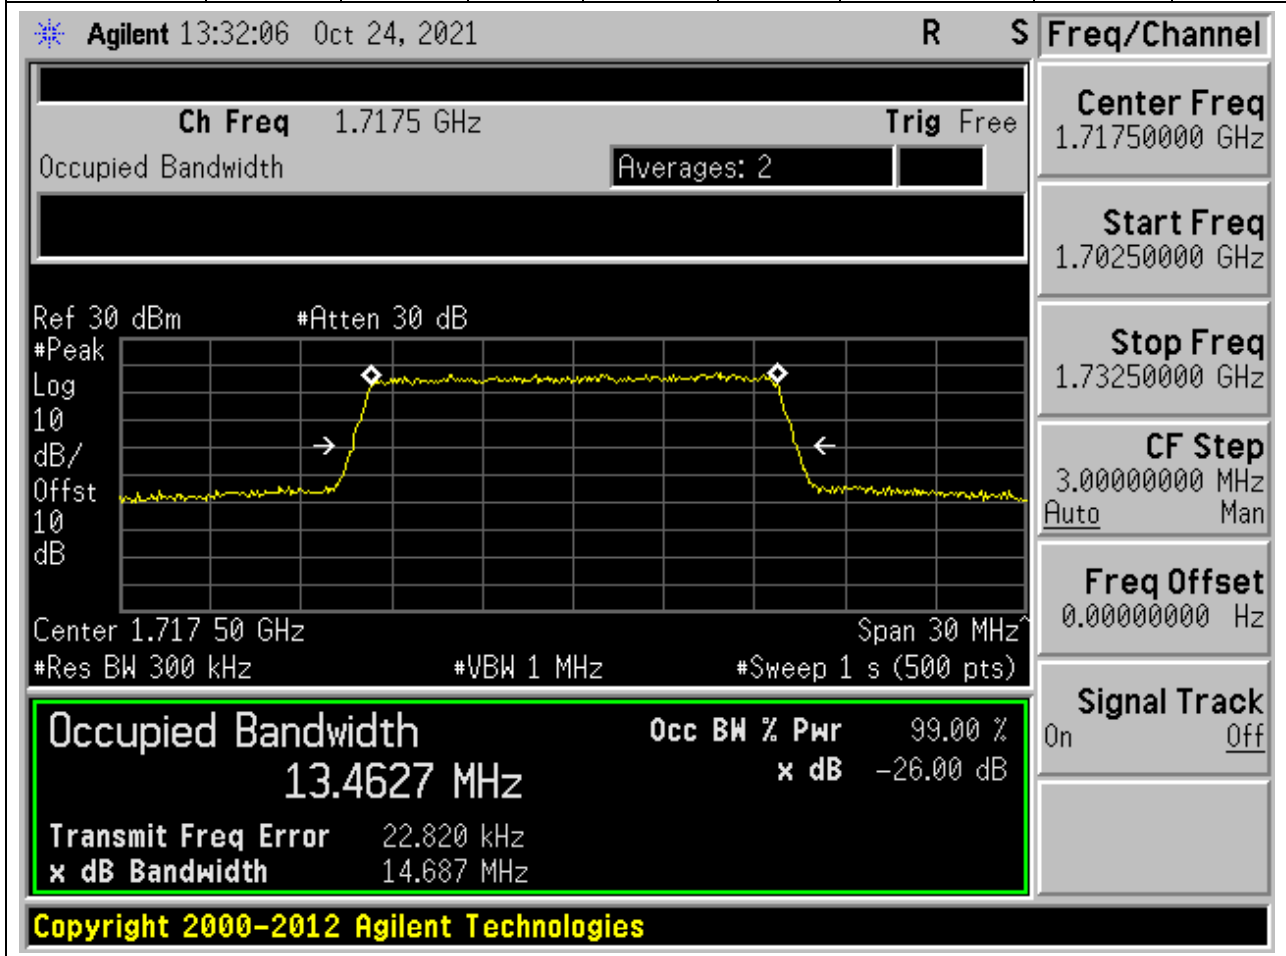 Agilent 13:32:06 Oct 24, 2021 R S
Freq/Channel
Ch Freq 1.7175 GHz Trig Free
Occupied Bandwidth Averages: 2
Ref 30 dBm #Atten 30 dB
#Peak
Log
10
dB/
Offst
10
dB
Center 1.717 50 GHz Span 30 MHz^
#Res BW 300 kHz #VBW 1 MHz #Sweep 1 s (500 pts)
Occupied Bandwidth Occ BW % Pwr 99.00 %
13.4627 MHz x dB -26.00 dB
Transmit Freq Error 22.820 kHz
x dB Bandwidth 14.687 MHz
Copyright 2000-2012 Agilent Technologies
Center Freq
1.71750000 GHz
Start Freq
1.70250000 GHz
Stop Freq
1.73250000 GHz
CF Step
3.00000000 MHz
Auto Man
Freq Offset
0.00000000 Hz
Signal Track
On Off